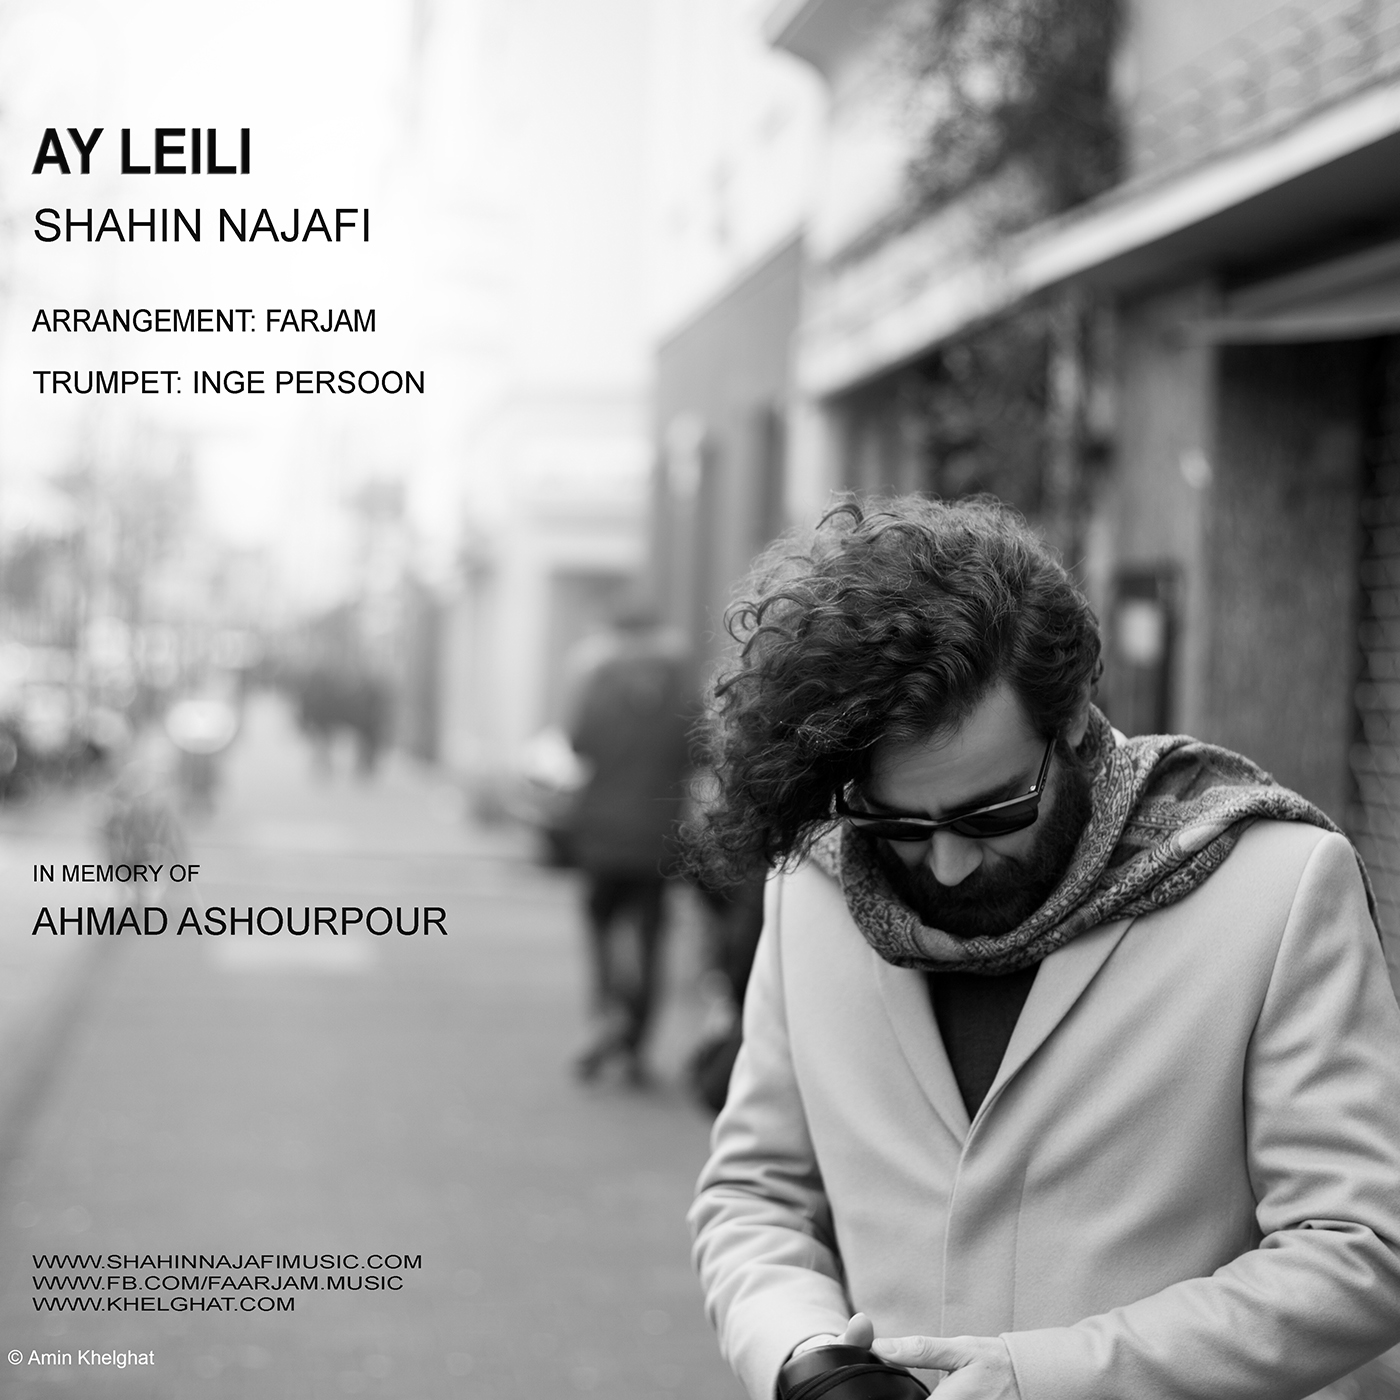 AY LEILI
SHAHIN NAJAFI
ARRANGEMENT: FARJAM
TRUMPET: INGE PERSOON
IN MEMORY OF
AHMAD ASHOURPOUR
WWW.SHAHINNAJAFIMUSIC.COM
WWW.FB.COM/FAARJAM.MUSIC
WWW.KHELGHAT.COM
© Amin Khelghat